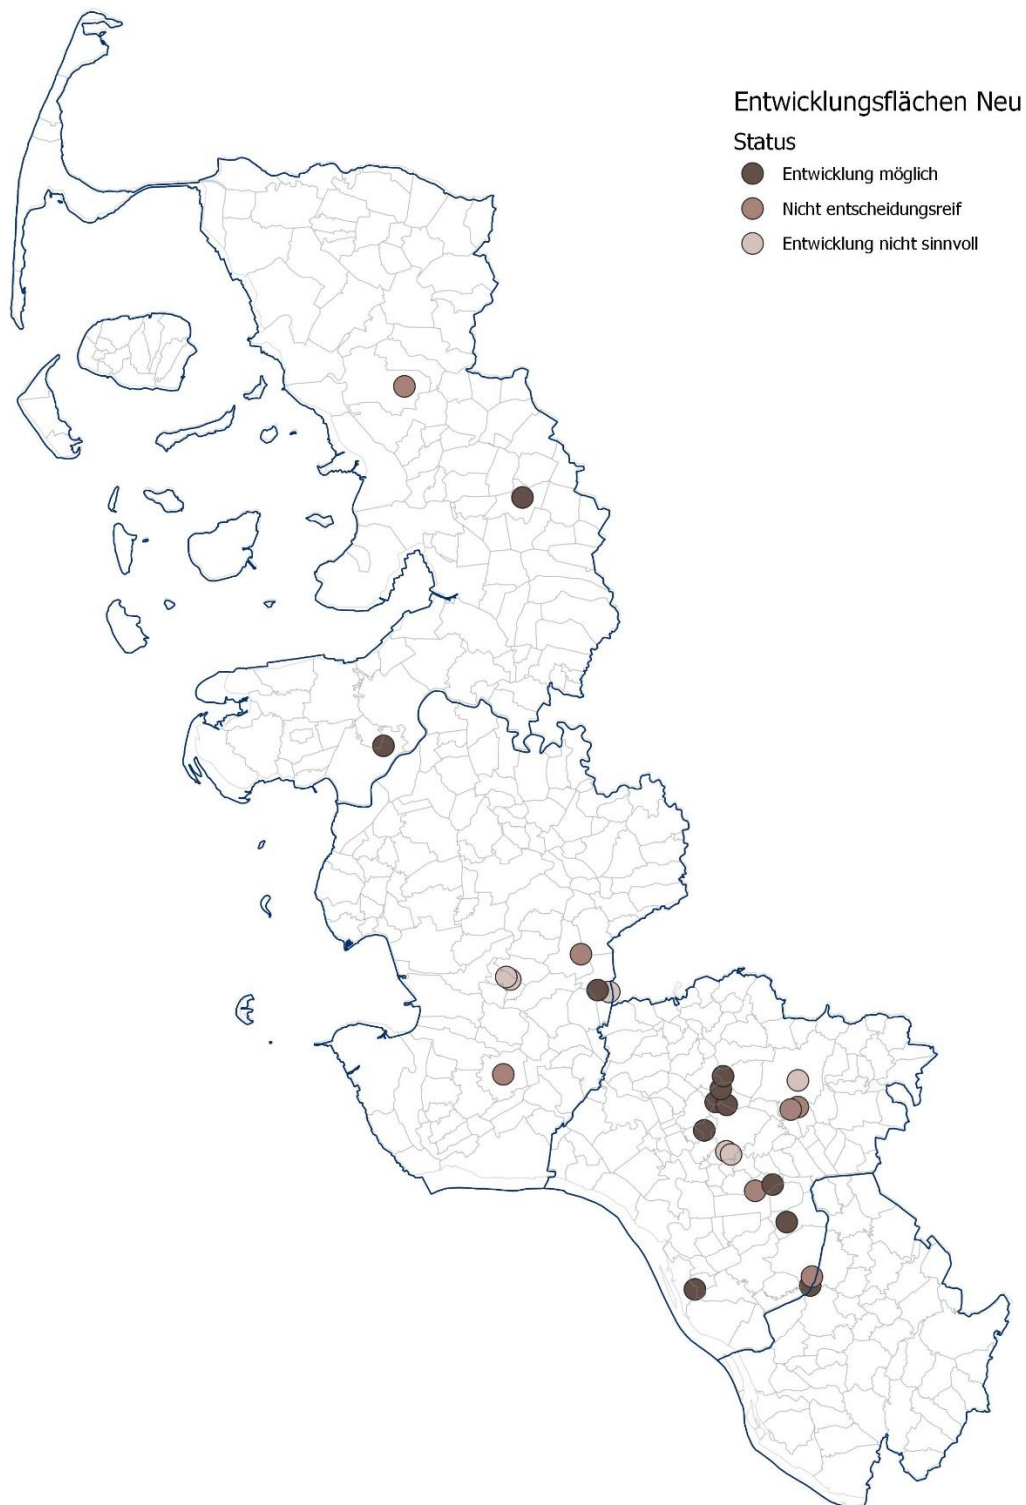 Entwicklungsflächen Neu
Status
Entwicklung möglich
Nicht entscheidungsreif
Entwicklung nicht sinnvoll